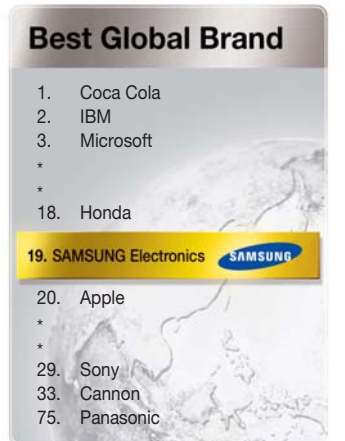 Best Global Brand
1. Coca Cola
2. IBM
3. Microsoft
*
*
18. Honda
19. SAMSUNG Electronics SAMSUNG
20. Apple
*
*
29. Sony
33. Cannon
75. Panasonic